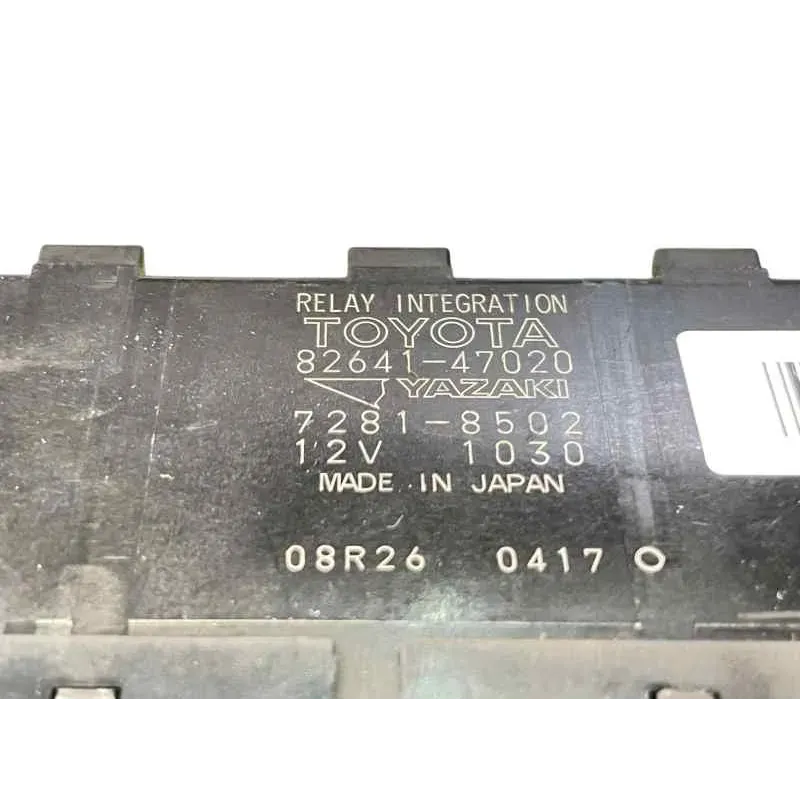 RELAY INTEGRATION
TOYOTA
82641-47020
YAZAKI
7281-8502
12V 1030
MADE IN JAPAN
08R26 0417 O